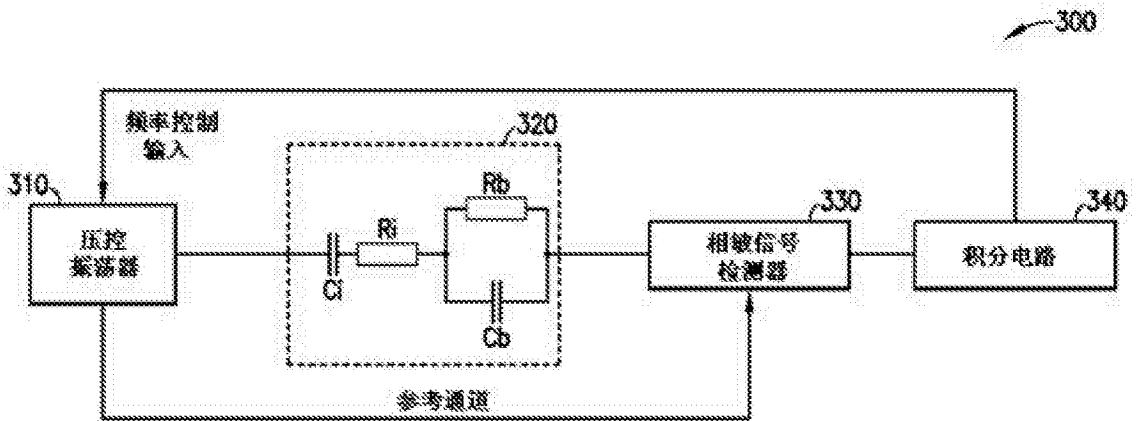 300
频率控制
输入
320
310
Rb
330
340
压控
振荡器
Ri
Ci
相敏信号
检测器
积分电路
Cb
参考通道